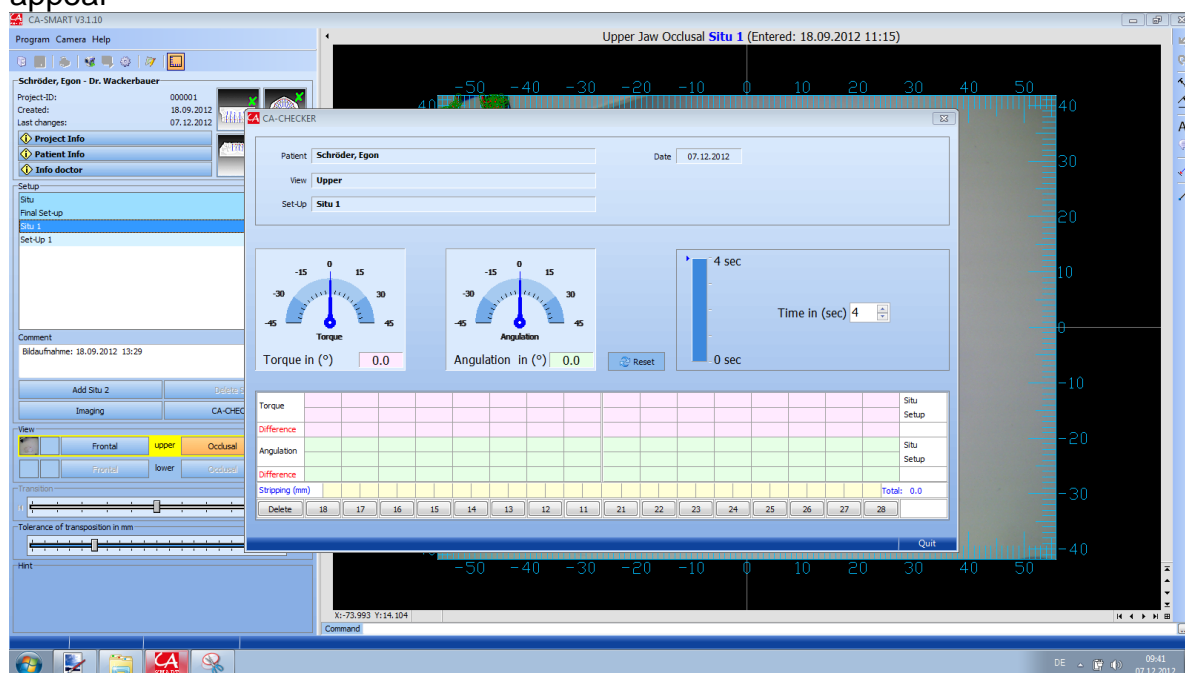 appear
CA-SMART V3.1.10
Program Camera Help
Upper Jaw Occlusal Situ 1 (Entered: 18.09.2012 11:15)
Schröder, Egon - Dr. Wackerbauer
Project-ID: 000001
Created: 18.09.2012
Last changes: 07.12.2012
Project Info
Patient Info
Info doctor
Setup
Situ
Final Set-up
Situ 1
Set-Up 1
Comment
Bildaufnahme: 18.09.2012 13:29
Add Situ 2
Imaging CA-CHEC
View
Frontal upper Occlusal
Frontal lower Occlusal
Transition
Tolerance of transposition in mm
Hint
-50 -40 -30 -20 -10 0 10 20 30 40 50
40 40
30
20
10
0
-10
-20
-30
-40
-50 -40 -30 -20 -10 0 10 20 30 40 50
CA-CHECKER
Patient Schröder, Egon Date 07.12.2012
View Upper
Set-Up Situ 1
-45 -30 -15 0 15 30 45
Torque
Torque in (°) 0.0
-45 -30 -15 0 15 30 45
Angulation
Angulation in (°) 0.0
Reset
4 sec
0 sec
Time in (sec) 4
Torque Situ
Setup
Difference
Angulation Situ
Setup
Difference
Stripping (mm) Total: 0.0
Delete 18 17 16 15 14 13 12 11 21 22 23 24 25 26 27 28
Quit
X:-73.993 Y:14.104
Command
DE 09:41
07.12.2012